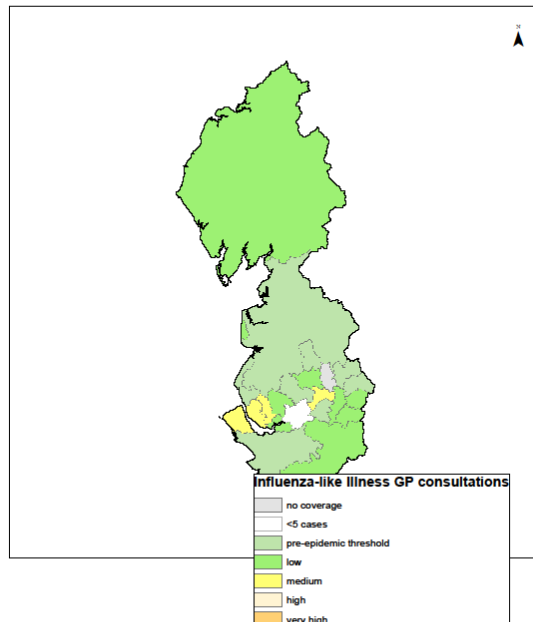 N
Influenza-like Illness GP consultations
no coverage
<5 cases
pre-epidemic threshold
low
medium
high
very high